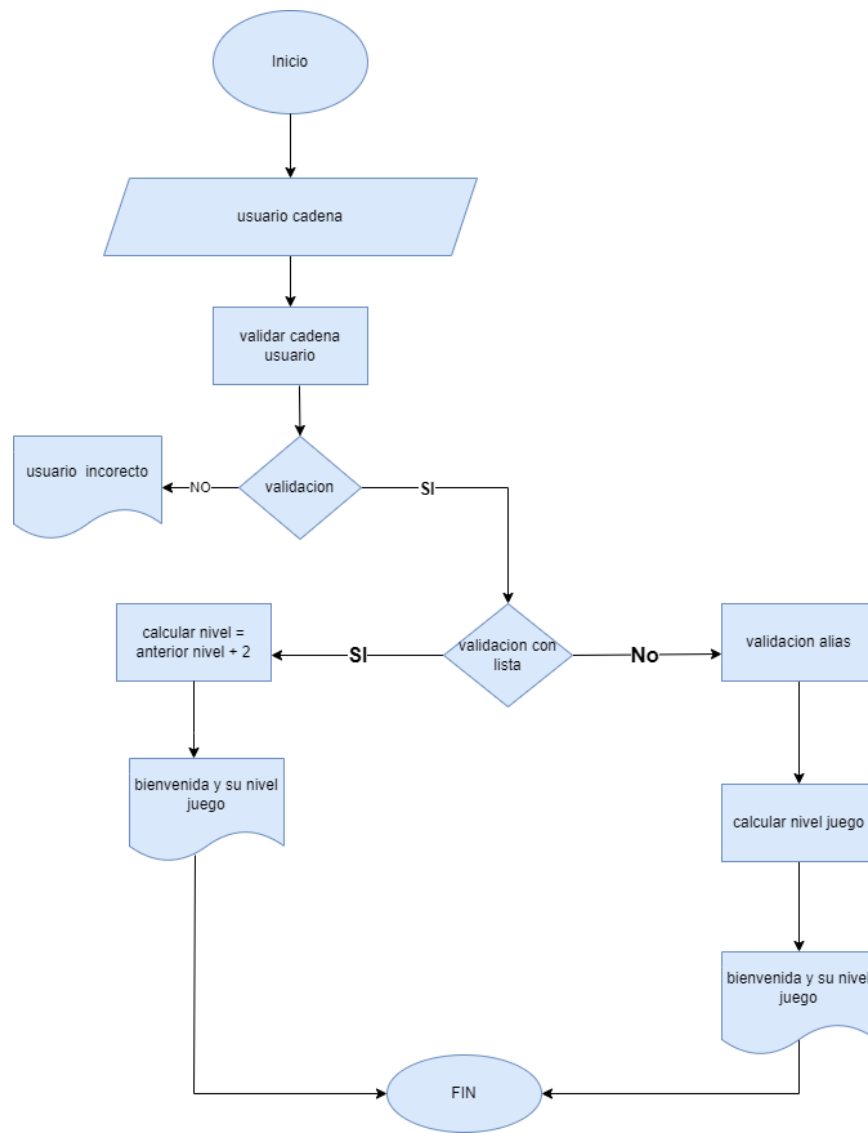 Inicio
usuario cadena
validar cadena
usuario
usuario incorecto
NO
validacion
SI
calcular nivel =
anterior nivel + 2
SI
validacion con
lista
No
validacion alias
bienvenida y su nivel
juego
calcular nivel juego
bienvenida y su nivel
juego
FIN